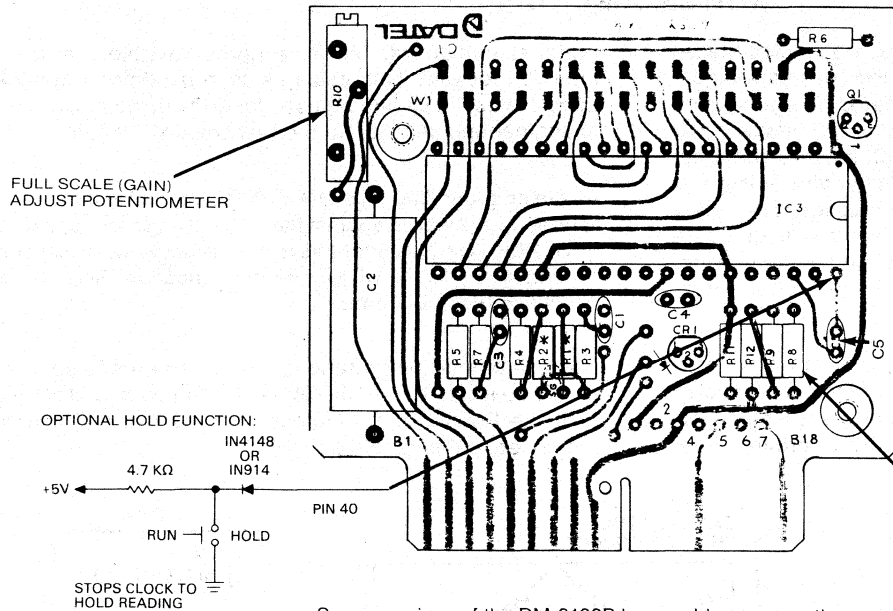 DATEL
R6
C1
R10
W1
Q1
FULL SCALE (GAIN)
ADJUST POTENTIOMETER
IC3
C2
C4
C1
CR1
C5
R5
R7
C3
R4
R2*
R1*
R3
R11
R12
R9
R8
OPTIONAL HOLD FUNCTION:
B1
2
4
5
6
7
B18
IN4148
OR
IN914
4.7 KΩ
+5V
PIN 40
RUN
HOLD
STOPS CLOCK TO
HOLD READING